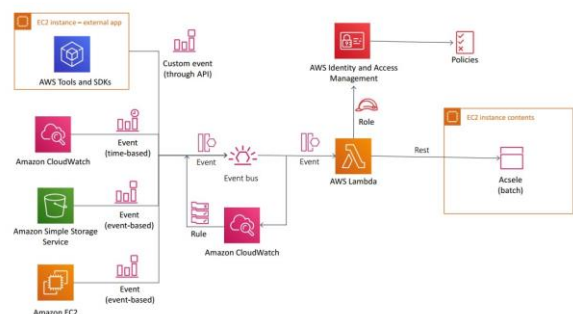 EC2 instance = external app
AWS Tools and SDKs
Custom event
(through API)
AWS Identity and Access
Management
Policies
Role
EC2 instance contents
Amazon CloudWatch
Event
(time-based)
Event
Event bus
Event
AWS Lambda
Rest
Acsele
(batch)
Amazon Simple Storage
Service
Event
(event-based)
Rule
Amazon CloudWatch
Amazon EC2
Event
(event-based)